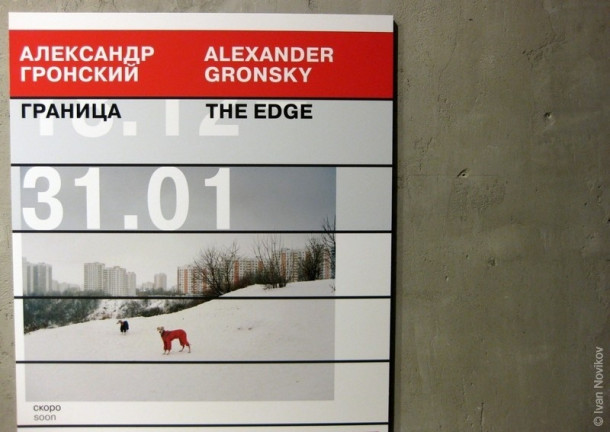 АЛЕКСАНДР
ГРОНСКИЙ
ALEXANDER
GRONSKY
ГРАНИЦА
THE EDGE
31.01
скоро
soon
© Ivan Novikov